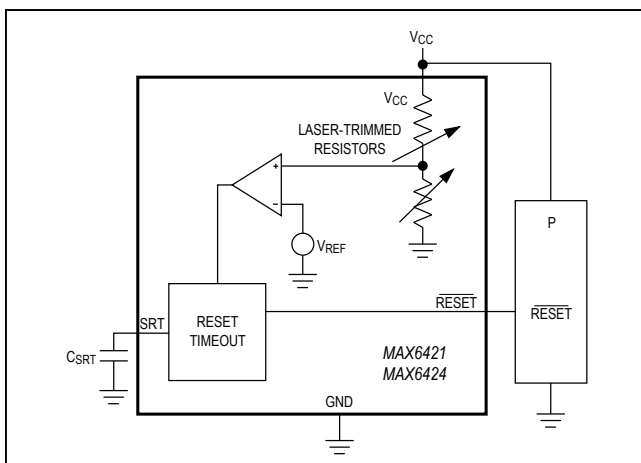 VCC
VCC
LASER-TRIMMED
RESISTORS
+
−
VREF
P
SRT
RESET
TIMEOUT
RESET
RESET
CSRT
MAX6421
MAX6424
GND